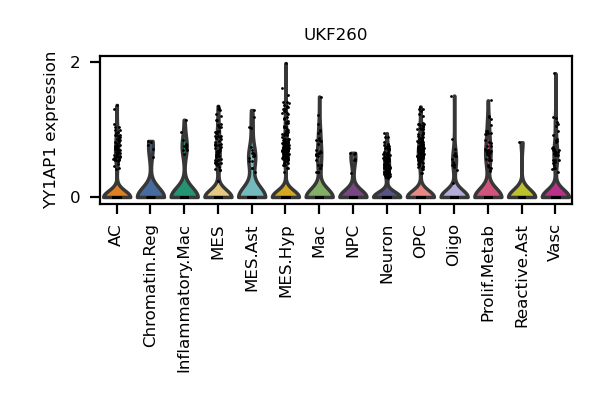 UKF260
YY1AP1 expression
2
0
AC
Chromatin.Reg
Inflammatory.Mac
MES
MES.Ast
MES.Hyp
Mac
NPC
Neuron
OPC
Oligo
Prolif.Metab
Reactive.Ast
Vasc